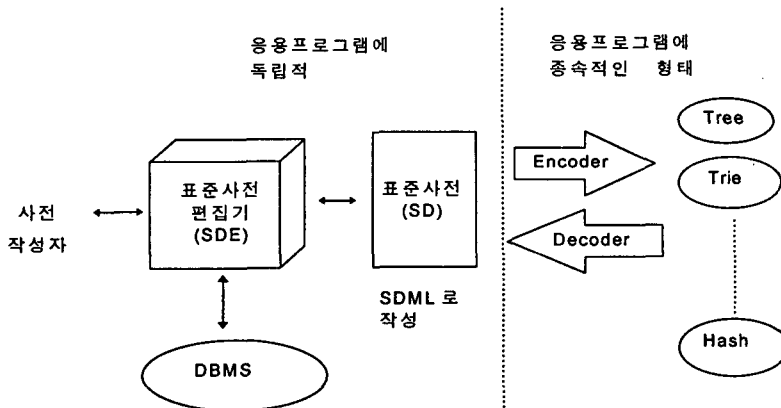 응용프로그램에
독립적
응용프로그램에
종속적인 형태
사전
작성자
표준사전
편집기
(SDE)
표준사전
(SD)
SDML 로
작성
DBMS
Encoder
Decoder
Tree
Trie
Hash